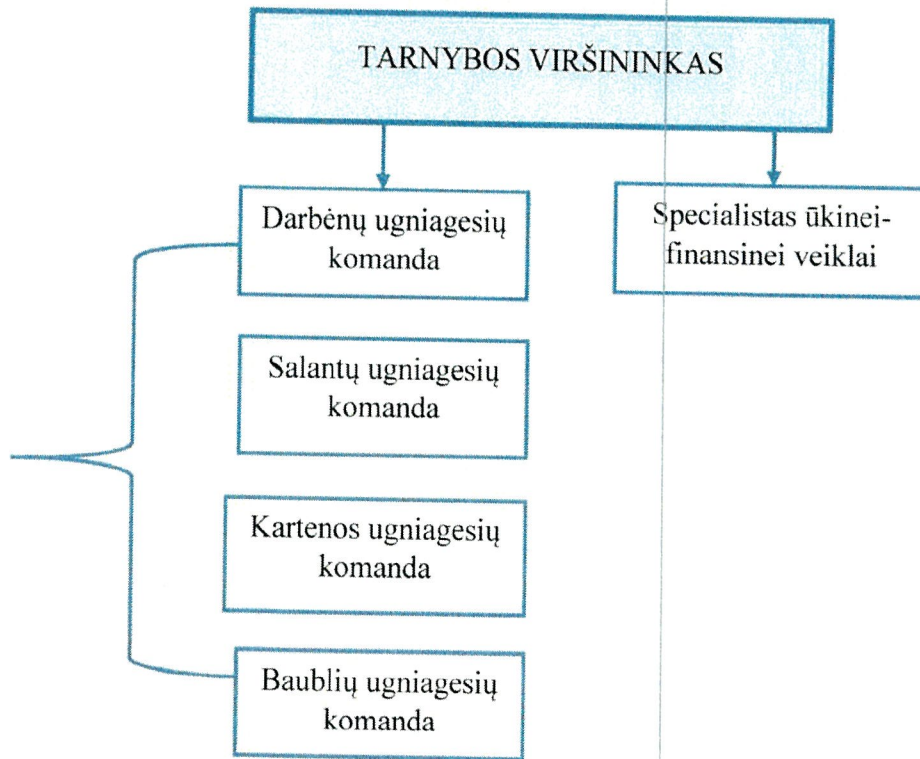 TARNYBOS VIRŠININKAS
Darbėnų ugniagesių
komanda
Specialistas ūkinei-
finansinei veiklai
Salantų ugniagesių
komanda
Kartenos ugniagesių
komanda
Baublių ugniagesių
komanda